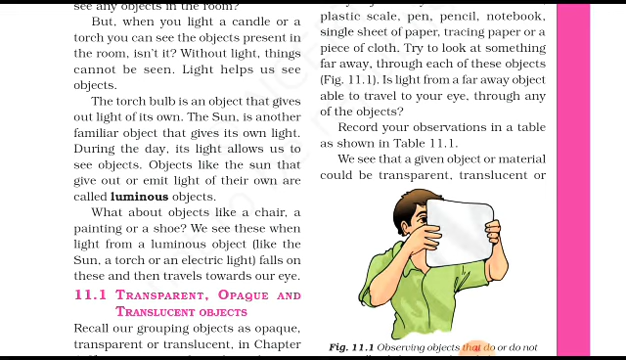 see any objects in the room?
But, when you light a candle or a
torch you can see the objects present in
the room, isn't it? Without light, things
cannot be seen. Light helps us see
objects.
The torch bulb is an object that gives
out light of its own. The Sun, is another
familiar object that gives its own light.
During the day, its light allows us to
see objects. Objects like the sun that
give out or emit light of their own are
called luminous objects.
What about objects like a chair, a
painting or a shoe? We see these when
light from a luminous object (like the
Sun, a torch or an electric light) falls on
these and then travels towards our eye.
11.1 TRANSPARENT, OPAQUE AND
TRANSLUCENT OBJECTS
Recall our grouping objects as opaque,
transparent or translucent, in Chapter
plastic scale, pen, pencil, notebook,
single sheet of paper, tracing paper or a
piece of cloth. Try to look at something
far away, through each of these objects
(Fig. 11.1). Is light from a far away object
able to travel to your eye, through any
of the objects?
Record your observations in a table
as shown in Table 11.1.
We see that a given object or material
could be transparent, translucent or
Fig. 11.1 Observing objects that do or do not